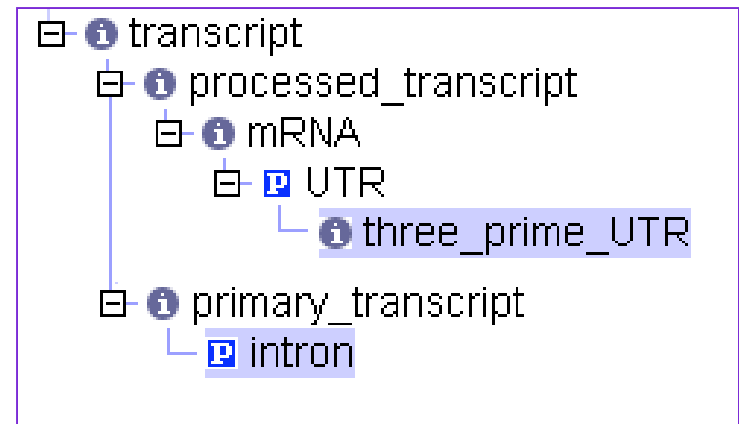 i transcript
i processed_transcript
i mRNA
P UTR
i three_prime_UTR
i primary_transcript
P intron